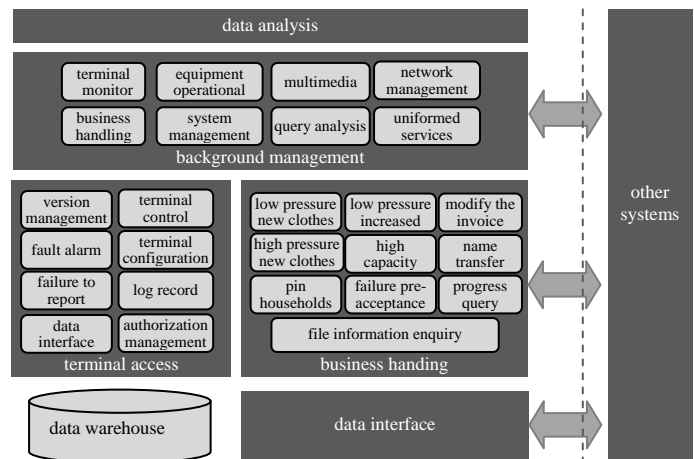 data analysis
terminal
monitor
equipment
operational
multimedia
network
management
business
handling
system
management
query analysis
uniformed
services
background management
version
management
terminal
control
fault alarm
terminal
configuration
failure to
report
log record
data
interface
authorization
management
terminal access
low pressure
new clothes
low pressure
increased
modify the
invoice
high pressure
new clothes
high
capacity
name
transfer
pin
households
failure pre-
acceptance
progress
query
file information enquiry
business handing
other
systems
data warehouse
data interface